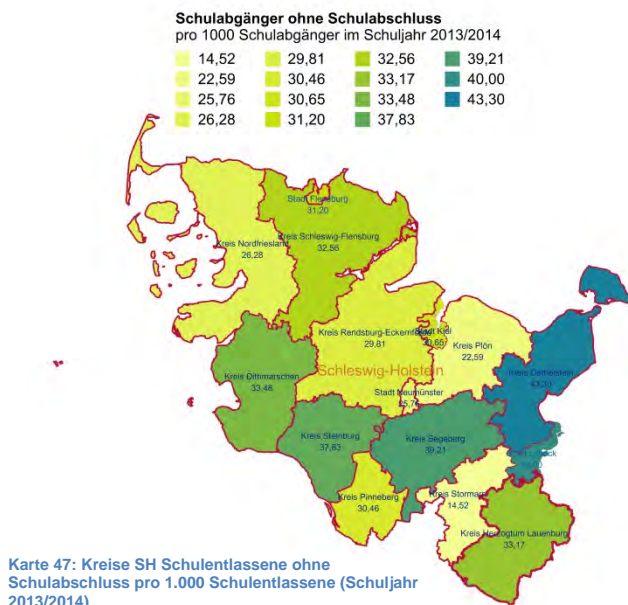 Schulabgänger ohne Schulabschluss
pro 1000 Schulabgänger im Schuljahr 2013/2014
14,52 29,81 32,56 39,21
22,59 30,46 33,17 40,00
25,76 30,65 33,48 43,30
26,28 31,20 37,83
Stadt Flensburg
31,20
Kreis Schleswig-Flensburg
32,56
Kreis Nordfriesland
26,28
Kreis Rendsburg-Eckernförde
29,81
Stadt Kiel
30,65
Kreis Plön
22,59
Schleswig-Holstein
Kreis Ostholstein
43,30
Kreis Dithmarschen
33,48
Stadt Neumünster
25,76
Kreis Steinburg
37,83
Kreis Segeberg
39,21
Kreis Pinneberg
30,46
Kreis Stormarn
14,52
Kreis Herzogtum Lauenburg
33,17
Karte 47: Kreise SH Schulentlassene ohne
Schulabschluss pro 1.000 Schulentlassene (Schuljahr
2013/2014)